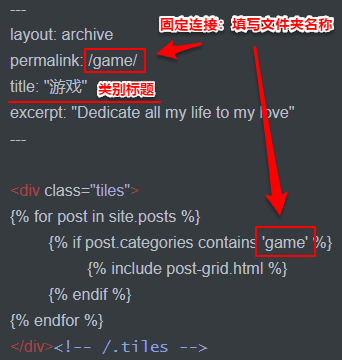 ---
layout: archive
固定连接：填写文件夹名称
permalink: /game/
title: "游戏" 类别标题
excerpt: "Dedicate all my life to my love"
---
<div class="tiles">
{% for post in site.posts %}
{% if post.categories contains 'game' %}
{% include post-grid.html %}
{% endif %}
{% endfor %}
</div><!-- /.tiles -->